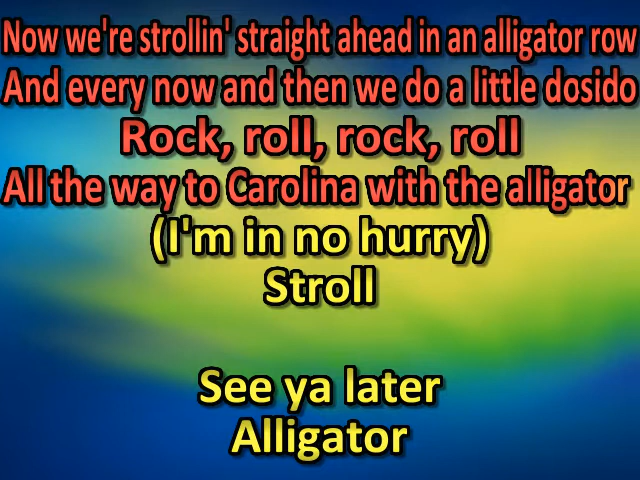 Now we're strollin' straight ahead in an alligator row
And every now and then we do a little dosido
Rock, roll, rock, roll
All the way to Carolina with the alligator
(I'm in no hurry)
Stroll
See ya later
Alligator